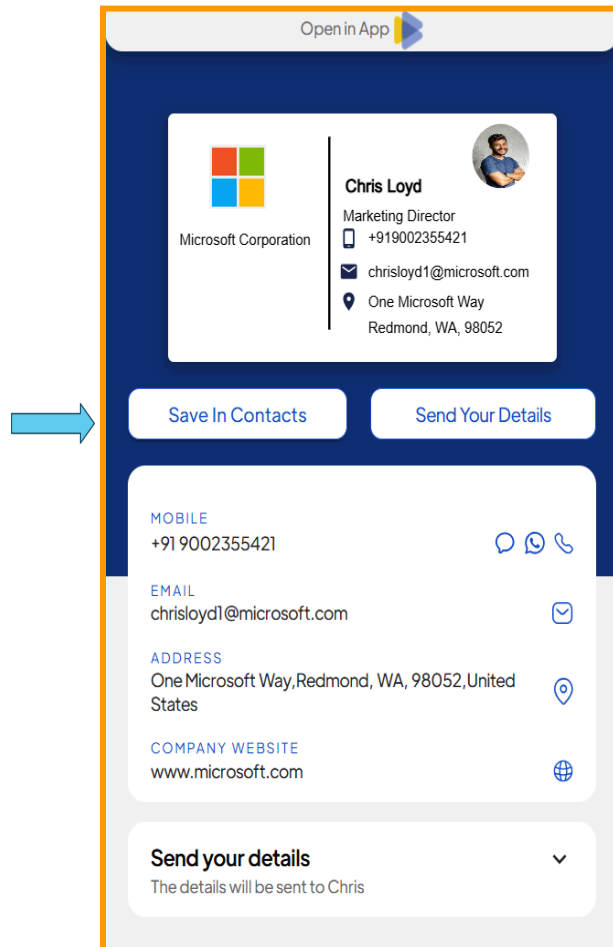 Open in App
Chris Loyd
Marketing Director
Microsoft Corporation
+919002355421
chrisloyd1@microsoft.com
One Microsoft Way
Redmond, WA, 98052
Save In Contacts
Send Your Details
MOBILE
+91 9002355421
EMAIL
chrisloyd1@microsoft.com
ADDRESS
One Microsoft Way,Redmond, WA, 98052,United
States
COMPANY WEBSITE
www.microsoft.com
Send your details
The details will be sent to Chris